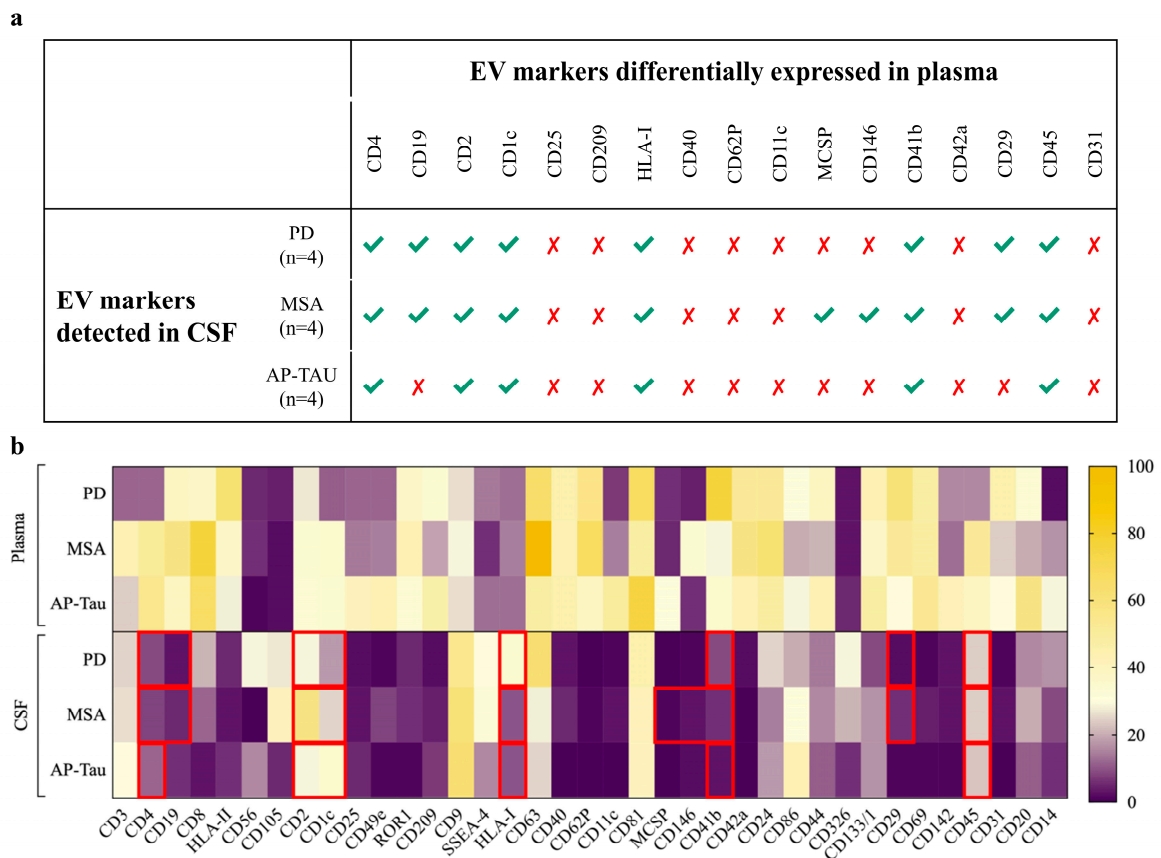 a
EV markers differentially expressed in plasma
CD4 CD19 CD2 CD1c CD25 CD209 HLA-I CD40 CD62P CD11c MCSP CD146 CD41b CD42a CD29 CD45 CD31
EV markers
detected in CSF
PD
(n=4)
MSA
(n=4)
AP-TAU
(n=4)
b
Plasma
PD
MSA
AP-Tau
CSF
PD
MSA
AP-Tau
100
80
60
40
20
0
CD3 CD4 CD19 CD8 HLA-II CD56 CD105 CD2 CD1c CD25 CD49e ROR1 CD209 CD9 SSEA-4 HLA-I CD63 CD40 CD62P CD11c CD81 MCSP CD146 CD41b CD42a CD24 CD86 CD44 CD326 CD133/1 CD29 CD69 CD142 CD45 CD31 CD20 CD14